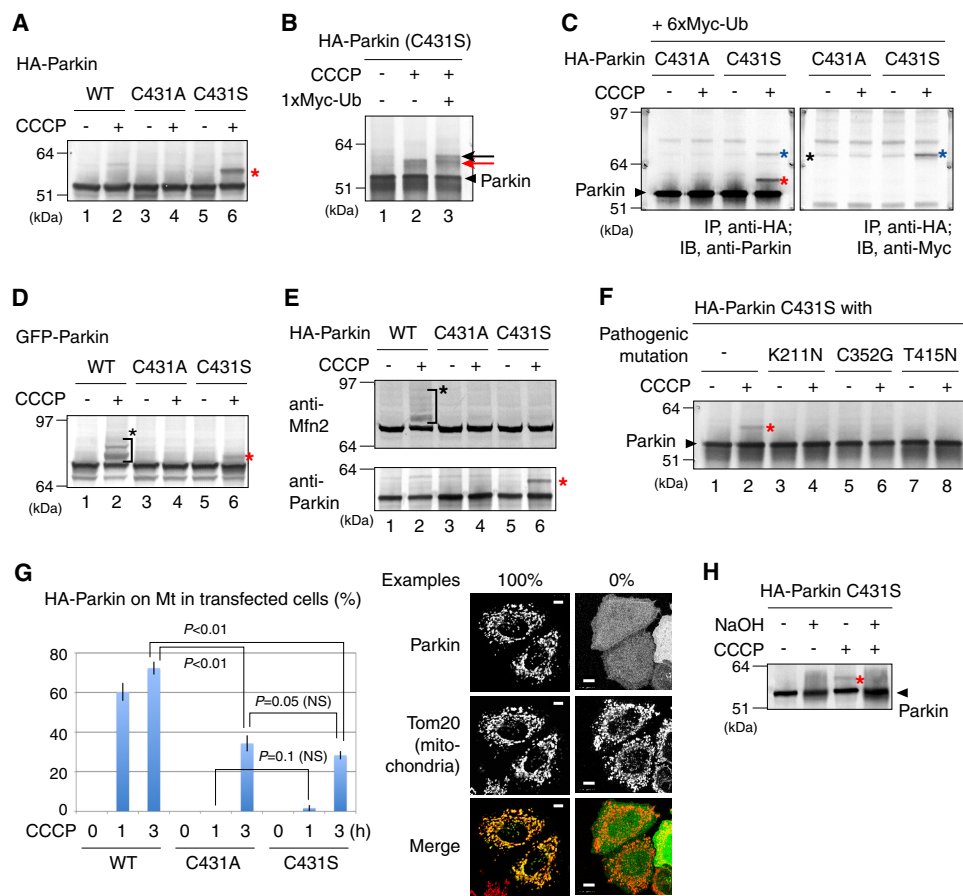 A
HA-Parkin
WT C431A C431S
CCCP - + - + - +
64
*
51
(kDa) 1 2 3 4 5 6
B
HA-Parkin (C431S)
CCCP - + +
1xMyc-Ub - - +
64
Parkin
51
(kDa) 1 2 3
C
+ 6xMyc-Ub
HA-Parkin C431A C431S C431A C431S
CCCP - + - + - + - +
97
* * *
64
*
Parkin
51
(kDa)
IP, anti-HA; IP, anti-HA;
IB, anti-Parkin IB, anti-Myc
D
GFP-Parkin
WT C431A C431S
CCCP - + - + - +
97
*
*
64
(kDa) 1 2 3 4 5 6
E
HA-Parkin WT C431A C431S
CCCP - + - + - +
97
*
anti-
Mfn2
64
64
anti-
Parkin
*
51
(kDa) 1 2 3 4 5 6
F
HA-Parkin C431S with
Pathogenic
mutation - K211N C352G T415N
CCCP - + - + - + - +
64
*
Parkin
51
(kDa) 1 2 3 4 5 6 7 8
G
HA-Parkin on Mt in transfected cells (%)
P<0.01
P<0.01
P=0.05 (NS)
P=0.1 (NS)
80
60
40
20
0
CCCP 0 1 3 0 1 3 0 1 3 (h)
WT C431A C431S
Examples 100% 0%
Parkin
Tom20
(mito-
chondria)
Merge
H
HA-Parkin C431S
NaOH - + - +
CCCP - - + +
64
*
51
Parkin
(kDa)